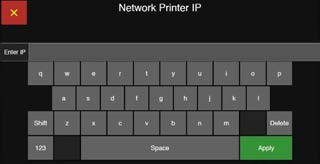 × Network Printer IP
Enter IP
q w e r t y u i o p
a s d f g h j k l
Shift z x c v b n m Delete
123 Space Apply